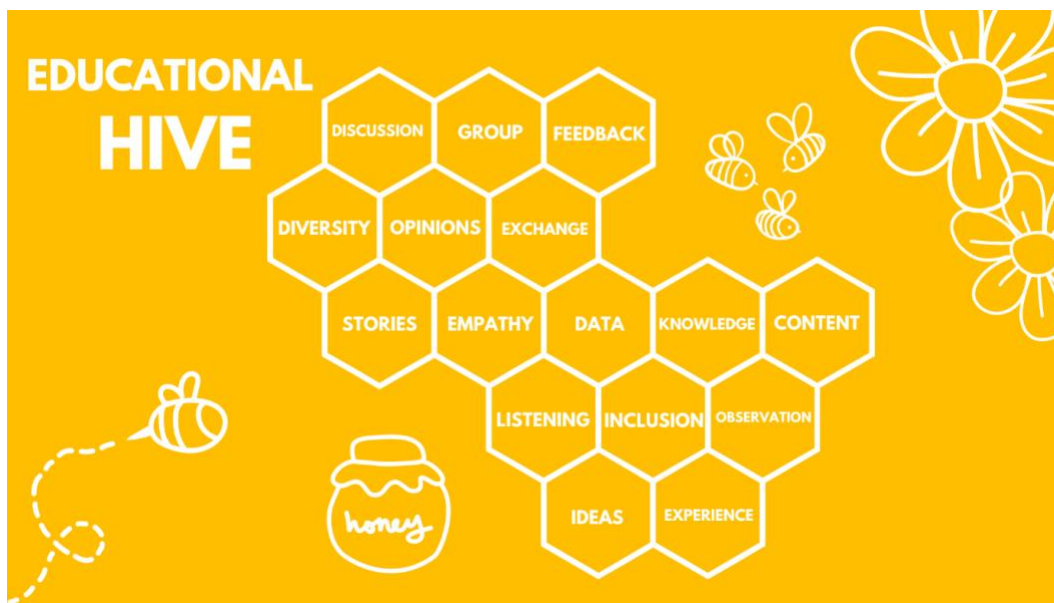 EDUCATIONAL
HIVE
DISCUSSION GROUP FEEDBACK
DIVERSITY OPINIONS EXCHANGE
STORIES EMPATHY DATA KNOWLEDGE CONTENT
LISTENING INCLUSION OBSERVATION
IDEAS EXPERIENCE
honey